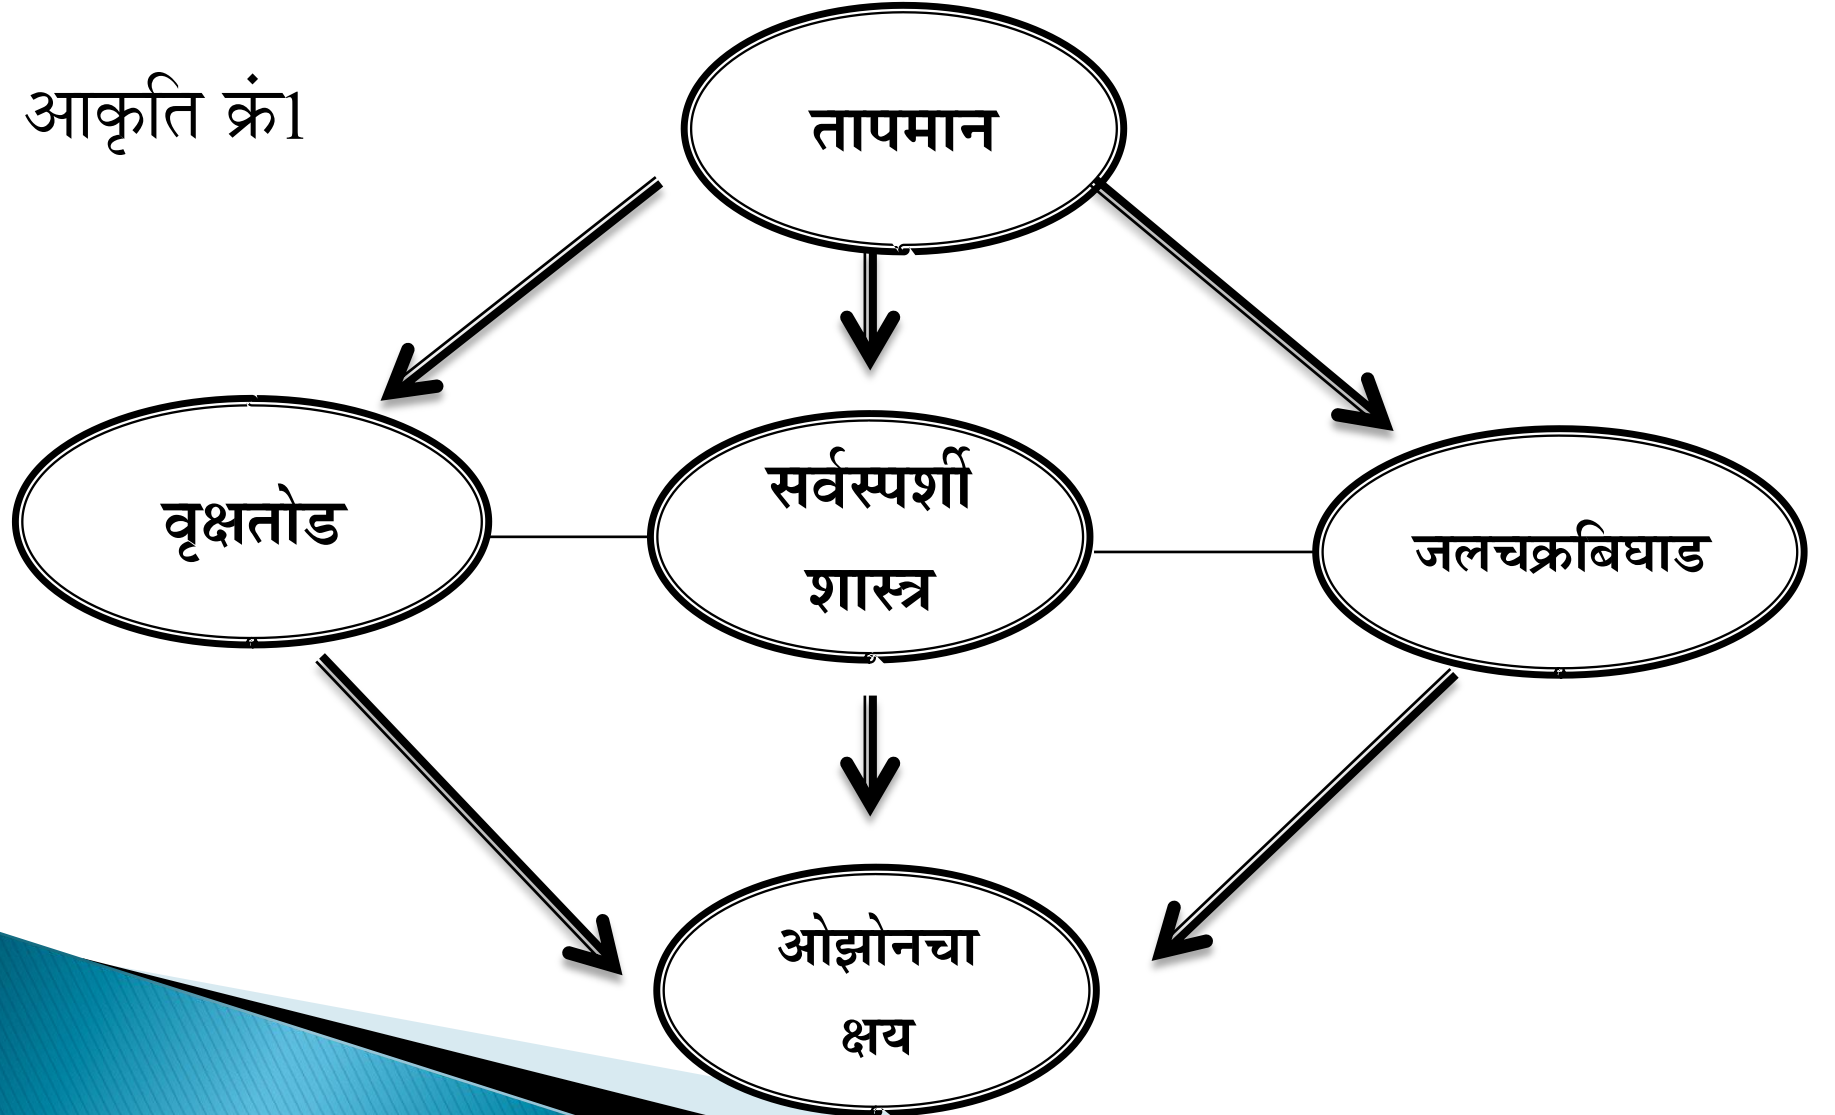 आकृति क्रं1
तापमान
वृक्षतोड
सर्वस्पर्शी
शास्त्र
जलचक्रबिघाड
ओझोनचा
क्षय